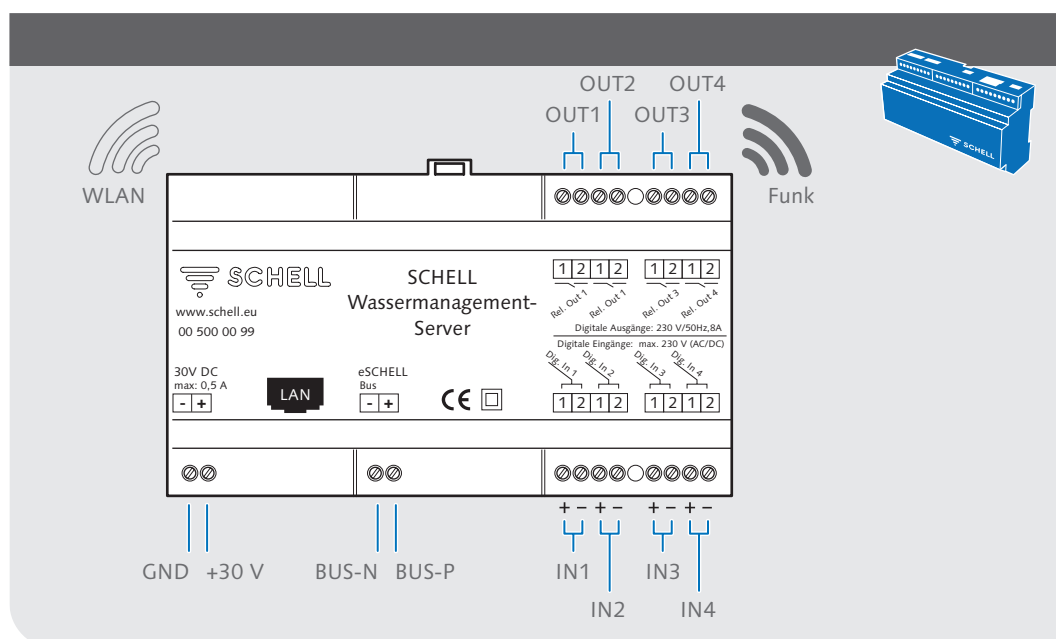 OUT2 OUT4
OUT1 OUT3
WLAN
Funk
SCHELL
1 2 1 2 1 2 1 2
Rel. Out 1 Rel. Out 1 Rel. Out 3 Rel. Out 4
SCHELL
www.schell.eu
00 500 00 99
SCHELL
Wassermanagement-
Server
Digitale Ausgänge: 230 V/50Hz,8A
Digitale Eingänge: max. 230 V (AC/DC)
Dig. In 1 Dig. In 2 Dig. In 3 Dig. In 4
30V DC
max: 0,5 A
- +
LAN
eSCHELL
Bus
- +
CE
1 2 1 2 1 2 1 2
+ − + − + − + −
GND +30 V BUS-N BUS-P IN1 IN3
IN2 IN4